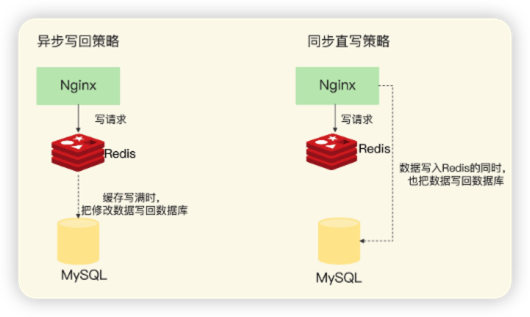 异步写回策略
Nginx
写请求
Redis
缓存写满时，
把修改数据写回数据库
MySQL
同步直写策略
Nginx
写请求
Redis
数据写入Redis的同时，
也把数据写回数据库
MySQL